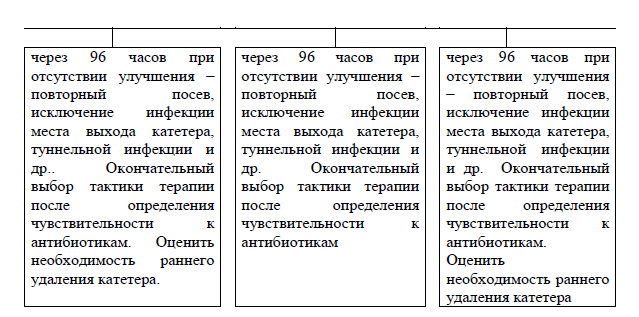 через 96 часов при
отсутствии улучшения –
повторный посев,
исключение инфекции
места выхода катетера,
туннельной инфекции и
др.. Окончательный
выбор тактики терапии
после определения
чувствительности к
антибиотикам. Оценить
необходимость раннего
удаления катетера.
через 96 часов при
отсутствии улучшения –
повторный посев,
исключение инфекции
места выхода катетера,
туннельной инфекции и
др. Окончательный
выбор тактики терапии
после определения
чувствительности к
антибиотикам
через 96 часов при
отсутствии улучшения
– повторный посев,
исключение инфекции
места выхода катетера,
туннельной инфекции
и др. Окончательный
выбор тактики терапии
после определения
чувствительности к
антибиотикам.
Оценить
необходимость раннего
удаления катетера